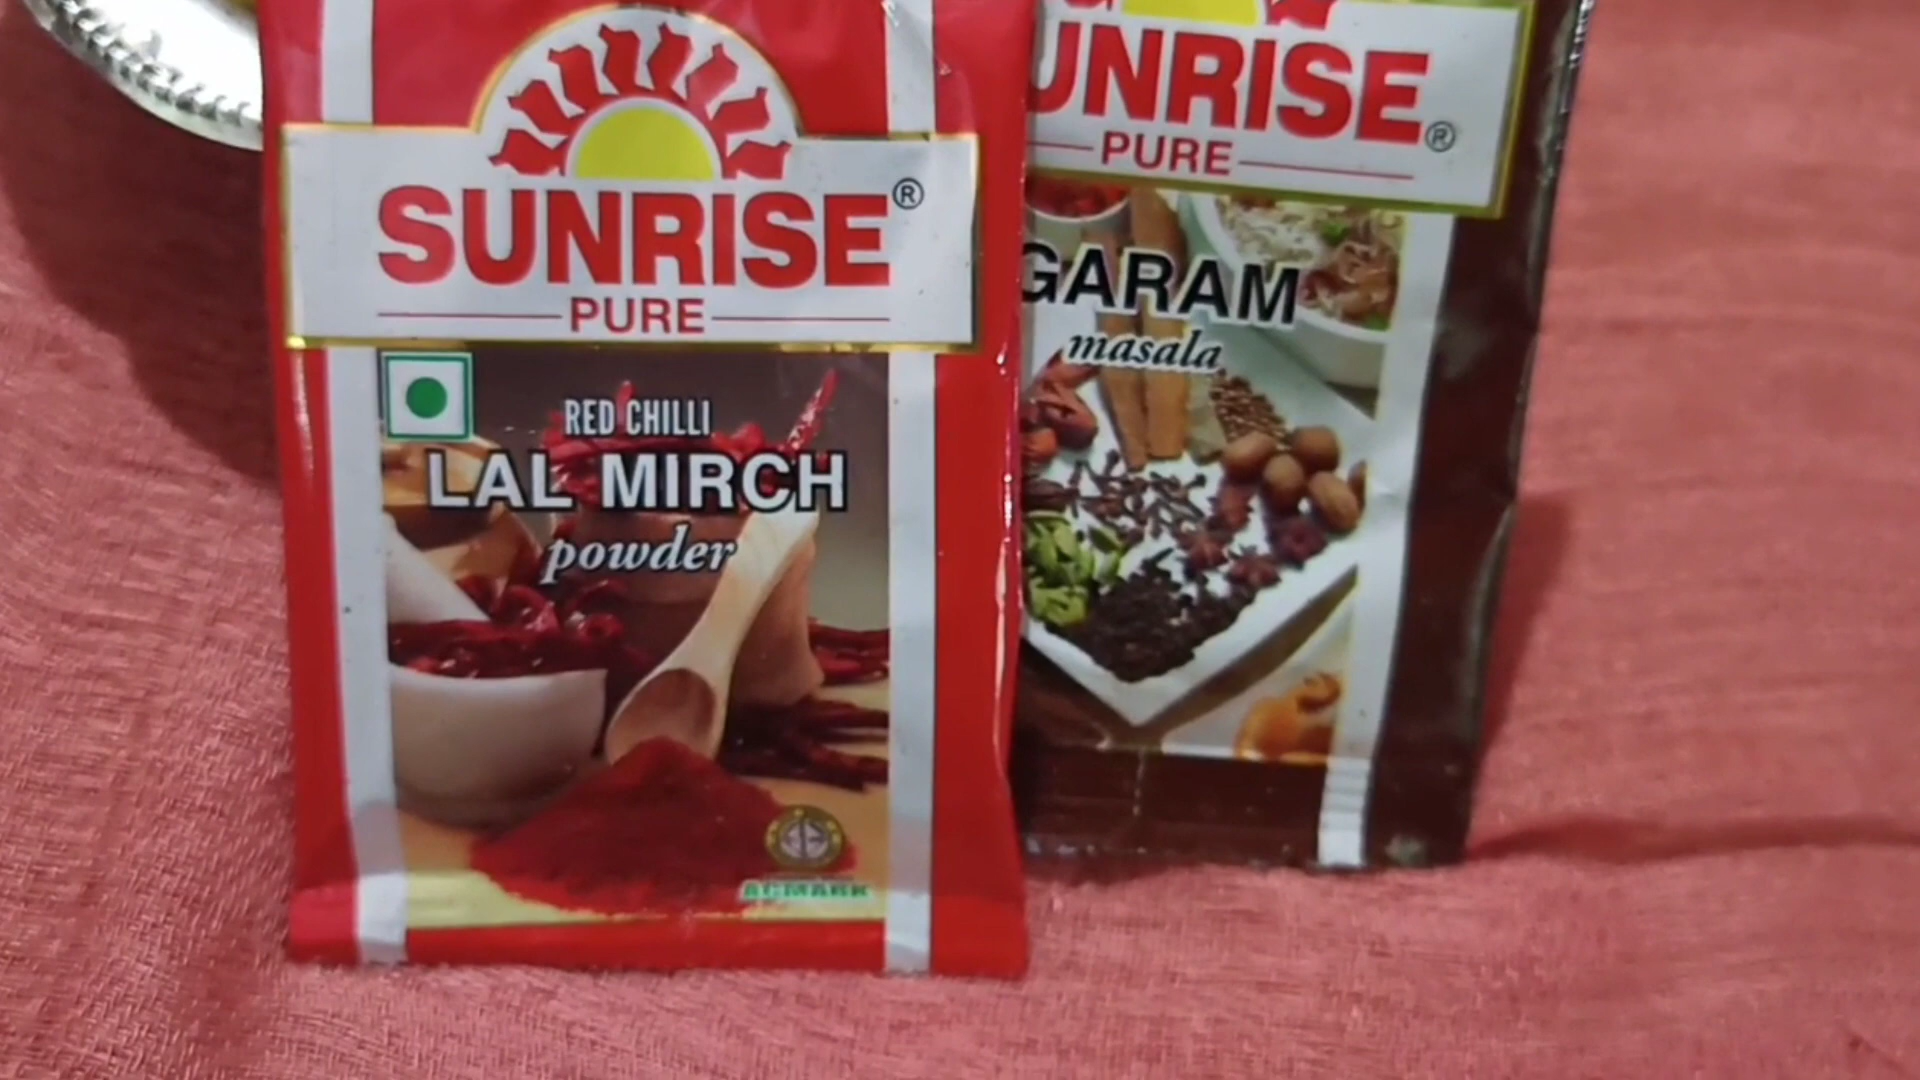 SUNRISE®
PURE
RED CHILLI
LAL MIRCH
powder
AGMARK
UNRISE®
PURE
GARAM
masala